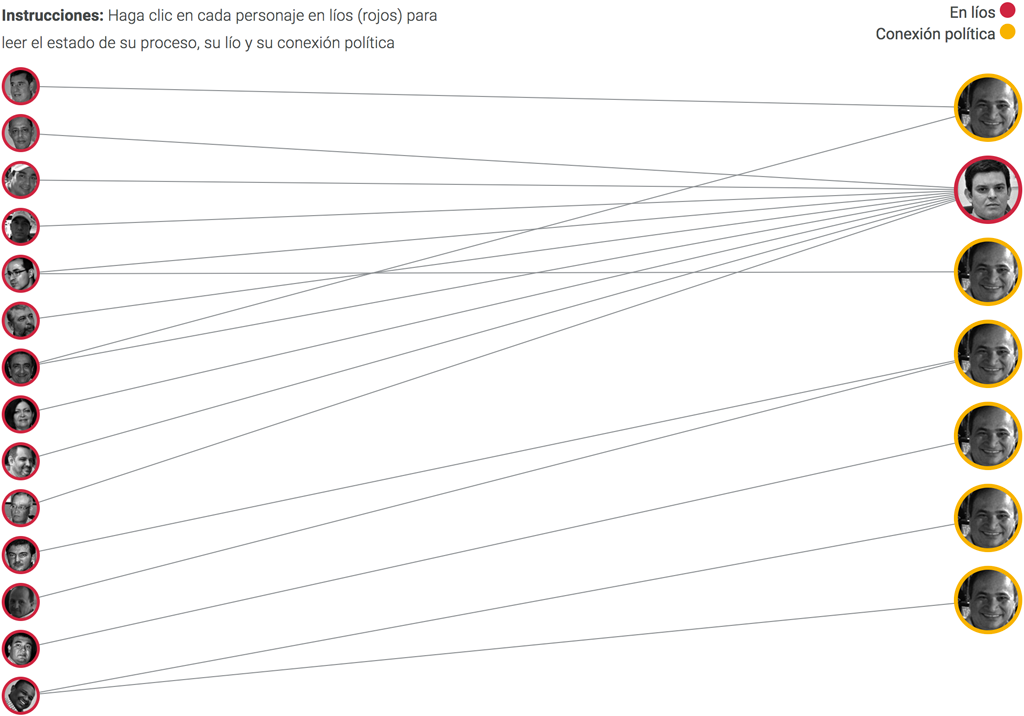 Instrucciones: Haga clic en cada personaje en líos (rojos) para
leer el estado de su proceso, su lío y su conexión política
En líos
Conexión política